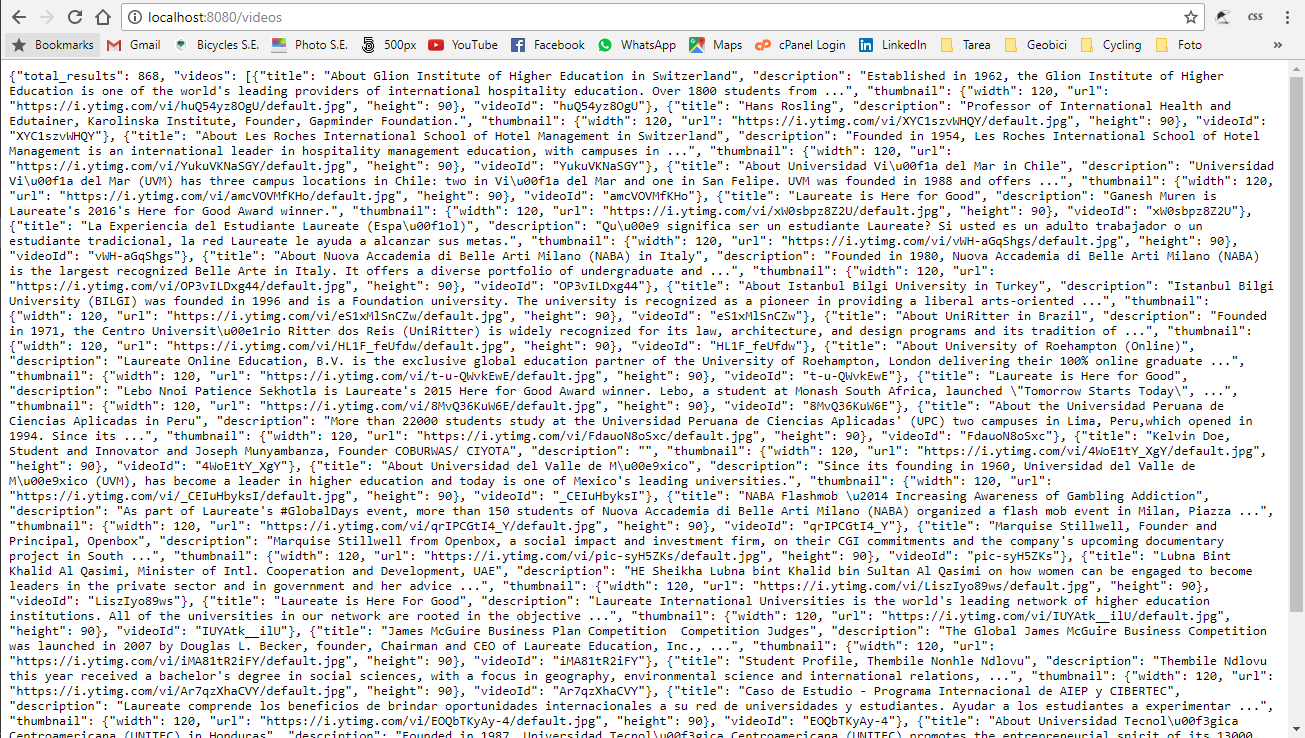 localhost:8080/videos
css
Bookmarks Gmail Bicycles S.E. Photo S.E. 500px YouTube Facebook WhatsApp Maps cPanel Login LinkedIn Tarea Geobici Cycling Foto »
{"total_results": 868, "videos": [{"title": "About Glion Institute of Higher Education in Switzerland", "description": "Established in 1962, the Glion Institute of Higher
Education is one of the world's leading providers of international hospitality education. Over 1800 students from ...", "thumbnail": {"width": 120, "url":
"https://i.ytimg.com/vi/huQ54yz8OgU/default.jpg", "height": 90}, "videoId": "huQ54yz8OgU"}, {"title": "Hans Rosling", "description": "Professor of International Health and
Edutainer, Karolinska Institute, Founder, Gapminder Foundation.", "thumbnail": {"width": 120, "url": "https://i.ytimg.com/vi/XYC1szvWHQY/default.jpg", "height": 90}, "videoId":
"XYC1szvWHQY"}, {"title": "About Les Roches International School of Hotel Management in Switzerland", "description": "Founded in 1954, Les Roches International School of Hotel
Management is an international leader in hospitality management education, with campuses in ...", "thumbnail": {"width": 120, "url":
"https://i.ytimg.com/vi/YukuVKNaSGY/default.jpg", "height": 90}, "videoId": "YukuVKNaSGY"}, {"title": "About Universidad Vi\u00f1a del Mar in Chile", "description": "Universidad
Vi\u00f1a del Mar (UVM) has three campus locations in Chile: two in Vi\u00f1a del Mar and one in San Felipe. UVM was founded in 1988 and offers ...", "thumbnail": {"width": 120,
"url": "https://i.ytimg.com/vi/amcVOVMfKHo/default.jpg", "height": 90}, "videoId": "amcVOVMfKHo"}, {"title": "Laureate is Here for Good", "description": "Ganesh Muren is
Laureate's 2016's Here for Good Award winner.", "thumbnail": {"width": 120, "url": "https://i.ytimg.com/vi/xW0sbpz8Z2U/default.jpg", "height": 90}, "videoId": "xW0sbpz8Z2U"},
{"title": "La Experiencia del Estudiante Laureate (Espa\u00f1ol)", "description": "Qu\u00e9 significa ser un estudiante Laureate? Si usted es un adulto trabajador o un
estudiante tradicional, la red Laureate le ayuda a alcanzar sus metas.", "thumbnail": {"width": 120, "url": "https://i.ytimg.com/vi/vWH-aGqShgs/default.jpg", "height": 90},
"videoId": "vWH-aGqShgs"}, {"title": "About Nuova Accademia di Belle Arti Milano (NABA) in Italy", "description": "Founded in 1980, Nuova Accademia di Belle Arti Milano (NABA)
is the largest recognized Belle Arte in Italy. It offers a diverse portfolio of undergraduate and ...", "thumbnail": {"width": 120, "url":
"https://i.ytimg.com/vi/OP3vILDxg44/default.jpg", "height": 90}, "videoId": "OP3vILDxg44"}, {"title": "About Istanbul Bilgi University in Turkey", "description": "Istanbul Bilgi
University (BILGI) was founded in 1996 and is a Foundation university. The university is recognized as a pioneer in providing a liberal arts-oriented ...", "thumbnail":
{"width": 120, "url": "https://i.ytimg.com/vi/eS1xMlSnCZw/default.jpg", "height": 90}, "videoId": "eS1xMlSnCZw"}, {"title": "About UniRitter in Brazil", "description": "Founded
in 1971, the Centro Universit\u00e1rio Ritter dos Reis (UniRitter) is widely recognized for its law, architecture, and design programs and its tradition of ...", "thumbnail":
{"width": 120, "url": "https://i.ytimg.com/vi/HL1F_feUfdw/default.jpg", "height": 90}, "videoId": "HL1F_feUfdw"}, {"title": "About University of Roehampton (Online)",
"description": "Laureate Online Education, B.V. is the exclusive global education partner of the University of Roehampton, London delivering their 100% online graduate ...",
"thumbnail": {"width": 120, "url": "https://i.ytimg.com/vi/t-u-QWvkEwE/default.jpg", "height": 90}, "videoId": "t-u-QWvkEwE"}, {"title": "Laureate is Here for Good",
"description": "Lebo Nnoi Patience Sekhotla is Laureate's 2015 Here for Good Award winner. Lebo, a student at Monash South Africa, launched \"Tomorrow Starts Today\", ...",
"thumbnail": {"width": 120, "url": "https://i.ytimg.com/vi/8MvQ36KuW6E/default.jpg", "height": 90}, "videoId": "8MvQ36KuW6E"}, {"title": "About the Universidad Peruana de
Ciencias Aplicadas in Peru", "description": "More than 22000 students study at the Universidad Peruana de Ciencias Aplicadas' (UPC) two campuses in Lima, Peru,which opened in
1994. Since its ...", "thumbnail": {"width": 120, "url": "https://i.ytimg.com/vi/FdauoN8oSxc/default.jpg", "height": 90}, "videoId": "FdauoN8oSxc"}, {"title": "Kelvin Doe,
Student and Innovator and Joseph Munyambanza, Founder COBURWAS/ CIYOTA", "description": "", "thumbnail": {"width": 120, "url": "https://i.ytimg.com/vi/4WoE1tY_XgY/default.jpg",
"height": 90}, "videoId": "4WoE1tY_XgY"}, {"title": "About Universidad del Valle de M\u00e9xico", "description": "Since its founding in 1960, Universidad del Valle de
M\u00e9xico (UVM), has become a leader in higher education and today is one of Mexico's leading universities.", "thumbnail": {"width": 120, "url":
"https://i.ytimg.com/vi/_CEIuHbyksI/default.jpg", "height": 90}, "videoId": "_CEIuHbyksI"}, {"title": "NABA Flashmob \u2014 Increasing Awareness of Gambling Addiction",
"description": "As part of Laureate's #GlobalDays event, more than 150 students of Nuova Accademia di Belle Arti Milano (NABA) organized a flash mob event in Milan, Piazza ...",
"thumbnail": {"width": 120, "url": "https://i.ytimg.com/vi/qrIPCGtI4_Y/default.jpg", "height": 90}, "videoId": "qrIPCGtI4_Y"}, {"title": "Marquise Stillwell, Founder and
Principal, Openbox", "description": "Marquise Stillwell from Openbox, a social impact and investment firm, on their CGI commitments and the company's upcoming documentary
project in South ...", "thumbnail": {"width": 120, "url": "https://i.ytimg.com/vi/pic-syH5ZKs/default.jpg", "height": 90}, "videoId": "pic-syH5ZKs"}, {"title": "Lubna Bint
Khalid Al Qasimi, Minister of Intl. Cooperation and Development, UAE", "description": "HE Sheikha Lubna bint Khalid bin Sultan Al Qasimi on how women can be engaged to become
leaders in the private sector and in government and her advice ...", "thumbnail": {"width": 120, "url": "https://i.ytimg.com/vi/LiszIyo89ws/default.jpg", "height": 90},
"videoId": "LiszIyo89ws"}, {"title": "Laureate is Here For Good", "description": "Laureate International Universities is the world's leading network of higher education
institutions. All of the universities in our network are rooted in the objective ...", "thumbnail": {"width": 120, "url": "https://i.ytimg.com/vi/IUYAtk__ilU/default.jpg",
"height": 90}, "videoId": "IUYAtk__ilU"}, {"title": "James McGuire Business Plan Competition  Competition Judges", "description": "The Global James McGuire Business Competition
was launched in 2007 by Douglas L. Becker, founder, Chairman and CEO of Laureate Education, Inc., ...", "thumbnail": {"width": 120, "url":
"https://i.ytimg.com/vi/iMA81tR2iFY/default.jpg", "height": 90}, "videoId": "iMA81tR2iFY"}, {"title": "Student Profile, Thembile Nonhle Ndlovu", "description": "Thembile Ndlovu
this year received a bachelor's degree in social sciences, with a focus in geography, environmental science and international relations, ...", "thumbnail": {"width": 120, "url":
"https://i.ytimg.com/vi/Ar7qzXhaCVY/default.jpg", "height": 90}, "videoId": "Ar7qzXhaCVY"}, {"title": "Caso de Estudio - Programa Internacional de AIEP y CIBERTEC",
"description": "Laureate comprende los beneficios de brindar oportunidades internacionales a su red de universidades y estudiantes. Ayudar a los estudiantes a experimentar ...",
"thumbnail": {"width": 120, "url": "https://i.ytimg.com/vi/EOQbTKyAy-4/default.jpg", "height": 90}, "videoId": "EOQbTKyAy-4"}, {"title": "About Universidad Tecnol\u00f3gica
Centroamericana (UNITEC) in Honduras", "description": "Founded in 1987, Universidad Tecnol\u00f3gica Centroamericana (UNITEC) promotes the entrepreneurial spirit of its 13000